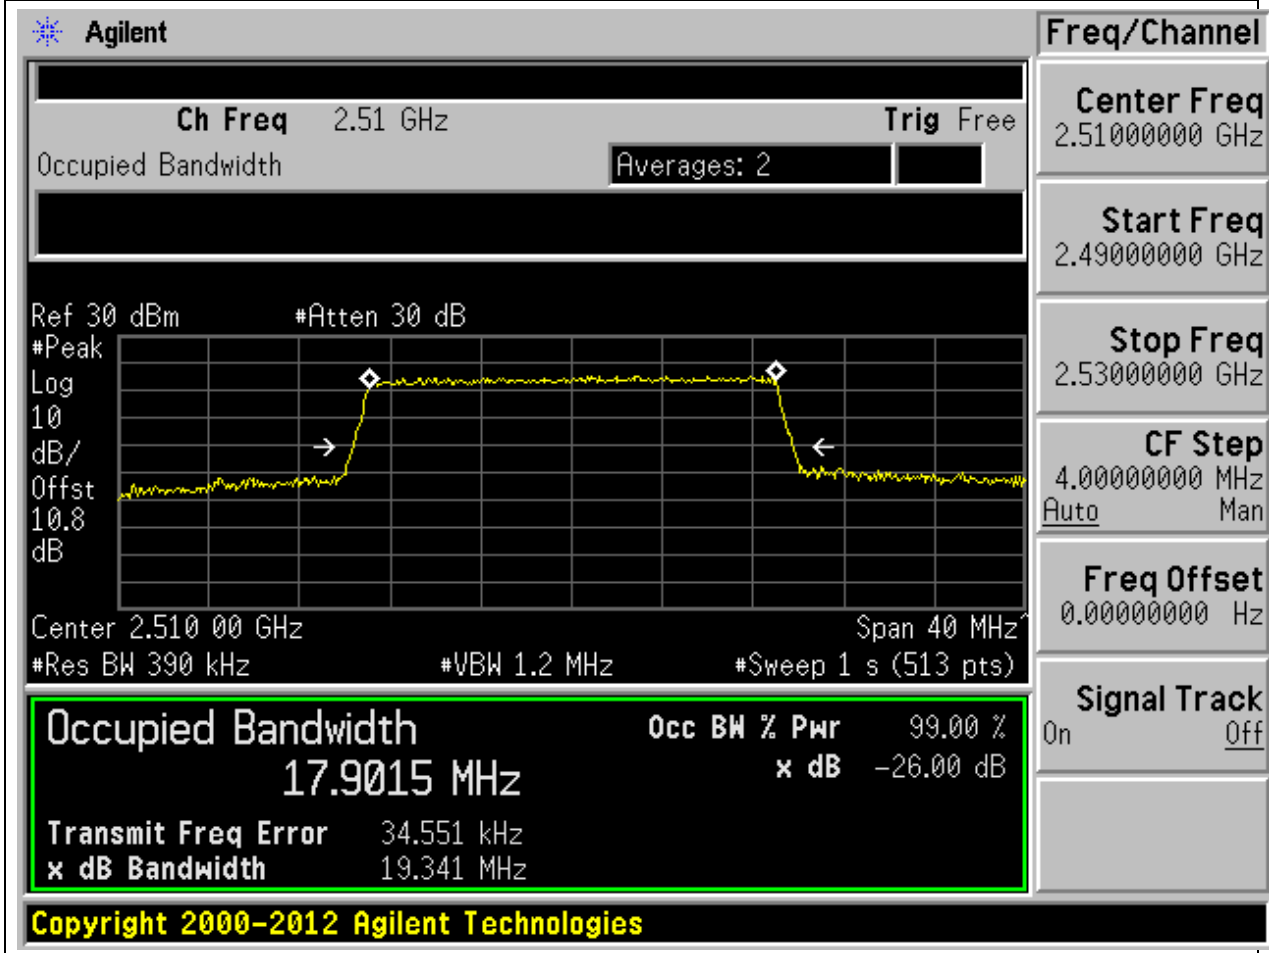 Agilent
Freq/Channel
Ch Freq 2.51 GHz Trig Free
Occupied Bandwidth Averages: 2
Ref 30 dBm #Atten 30 dB
#Peak
Log
10
dB/
Offst
10.8
dB
Center 2.510 00 GHz Span 40 MHz^
#Res BW 390 kHz #VBW 1.2 MHz #Sweep 1 s (513 pts)
Occupied Bandwidth Occ BW % Pwr 99.00 %
17.9015 MHz x dB -26.00 dB
Transmit Freq Error 34.551 kHz
x dB Bandwidth 19.341 MHz
Center Freq
2.51000000 GHz
Start Freq
2.49000000 GHz
Stop Freq
2.53000000 GHz
CF Step
4.00000000 MHz
Auto Man
Freq Offset
0.00000000 Hz
Signal Track
On Off
Copyright 2000-2012 Agilent Technologies